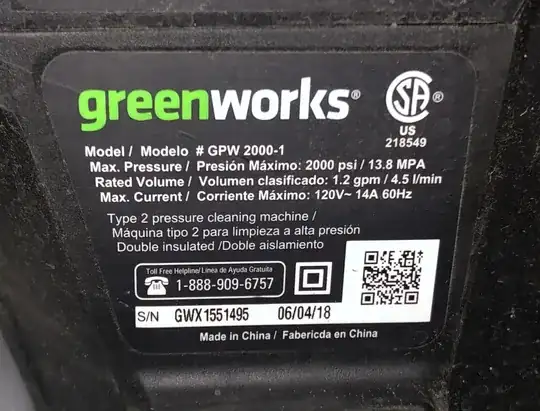 greenworks®
SA®
US
218549
Model / Modelo # GPW 2000-1
Max. Pressure / Presión Máximo: 2000 psi / 13.8 MPA
Rated Volume / Volumen clasificado: 1.2 gpm / 4.5 l/min
Max. Current / Corriente Máximo: 120V~ 14A 60Hz
Type 2 pressure cleaning machine /
Máquina tipo 2 para limpieza a alta presión
Double insulated /Doble aislamiento
Toll Free Helpline/Linea de Ayuda Gratuita
1-888-909-6757
S/N GWX1551495 06/04/18
Made in China / Fabericda en China